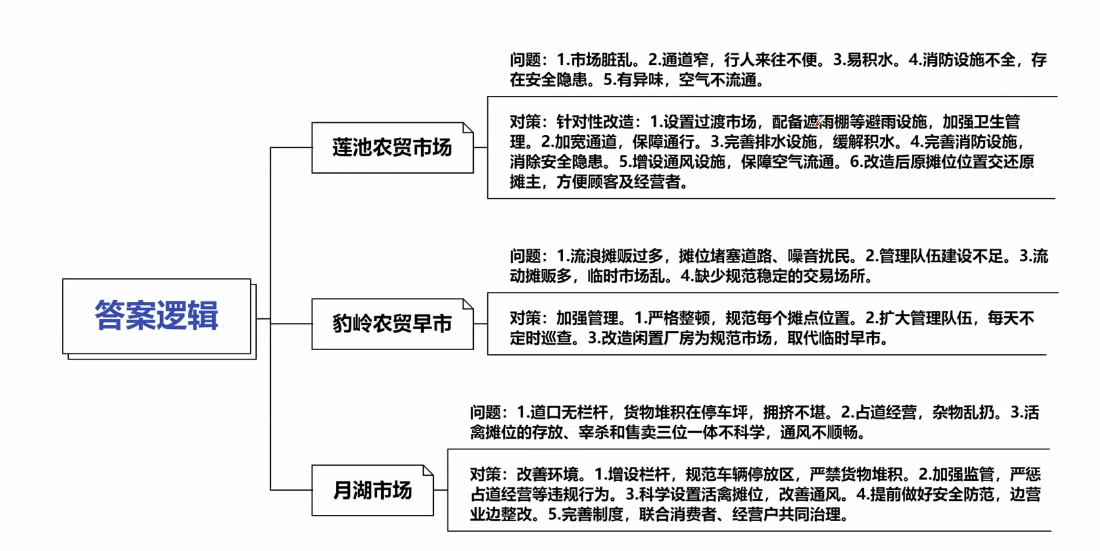 答案逻辑
莲池农贸市场
问题：1.市场脏乱。2.通道窄，行人来往不便。3.易积水。4.消防设施不全，存
在安全隐患。5.有异味，空气不流通。
对策：针对性改造：1.设置过渡市场，配备遮雨棚等避雨设施，加强卫生管
理。2.加宽通道，保障通行。3.完善排水设施，缓解积水。4.完善消防设施，
消除安全隐患。5.增设通风设施，保障空气流通。6.改造后原摊位位置交还原
摊主，方便顾客及经营者。
豹岭农贸早市
问题：1.流浪摊贩过多，摊位堵塞道路、噪音扰民。2.管理队伍建设不足。3.流
动摊贩多，临时市场乱。4.缺少规范稳定的交易场所。
对策：加强管理。1.严格整顿，规范每个摊点位置。2.扩大管理队伍，每天不
定时巡查。3.改造闲置厂房为规范市场，取代临时早市。
月湖市场
问题：1.道口无栏杆，货物堆积在停车坪，拥挤不堪。2.占道经营，杂物乱扔。3.活
禽摊位的存放、宰杀和售卖三位一体不科学，通风不顺畅。
对策：改善环境。1.增设栏杆，规范车辆停放区，严禁货物堆积。2.加强监管，严惩
占道经营等违规行为。3.科学设置活禽摊位，改善通风。4.提前做好安全防范，边营
业边整改。5.完善制度，联合消费者、经营户共同治理。